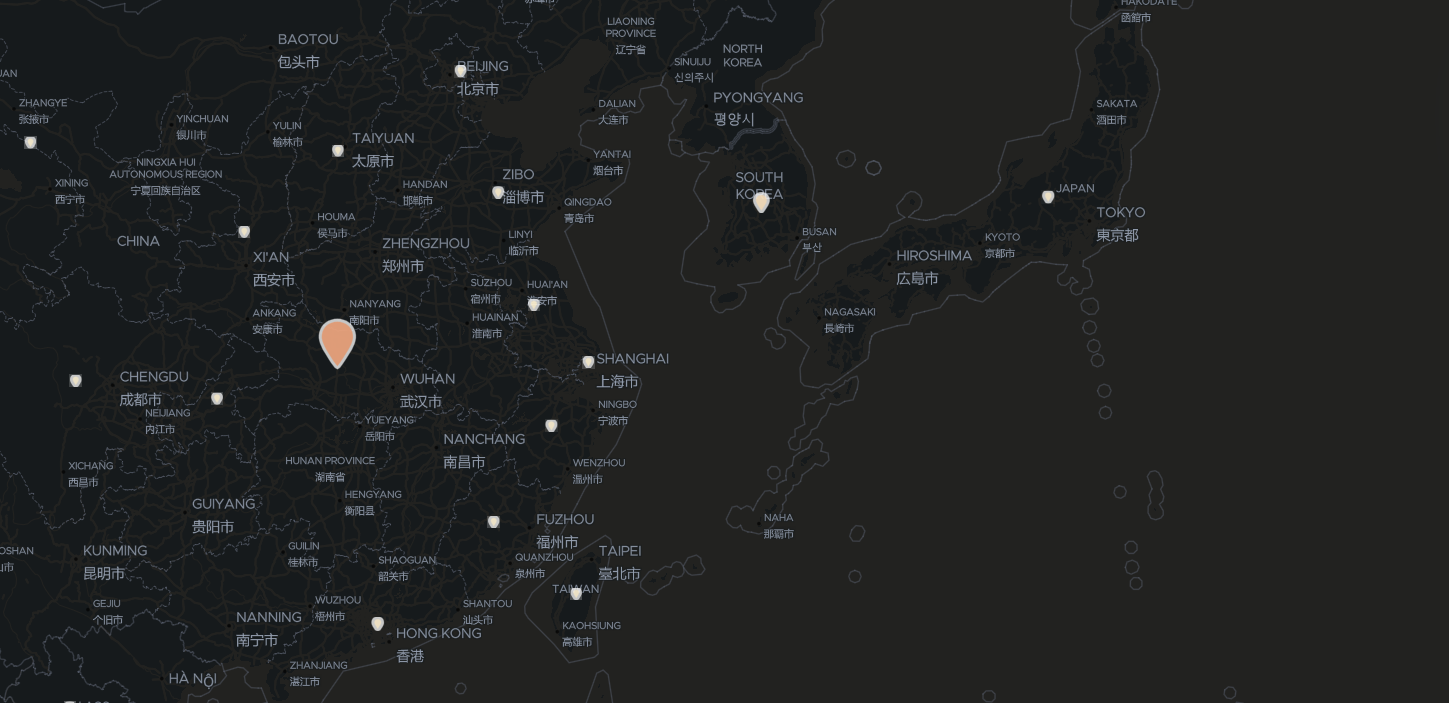 HAKODATE
函館市
LIAONING
PROVINCE
辽宁省
BAOTOU
包头市
NORTH
KOREA
SINUIJU
신의주시
BEIJING
北京市
ZHANGYE
张掖市
DALIAN
大连市
PYONGYANG
평양시
SAKATA
酒田市
YINCHUAN
银川市
YULIN
榆林市
TAIYUAN
太原市
YANTAI
烟台市
NINGXIA HUI
AUTONOMOUS REGION
宁夏回族自治区
XINING
西宁市
HANDAN
邯郸市
ZIBO
淄博市
SOUTH
KOREA
JAPAN
QINGDAO
青岛市
TOKYO
東京都
HOUMA
侯马市
CHINA
LINYI
临沂市
BUSAN
부산
KYOTO
京都市
ZHENGZHOU
郑州市
XI'AN
西安市
HIROSHIMA
広島市
SUZHOU
宿州市
HUAI'AN
淮安市
NANYANG
南阳市
ANKANG
安康市
HUAINAN
淮南市
NAGASAKI
長崎市
SHANGHAI
上海市
CHENGDU
成都市
WUHAN
武汉市
NEIJIANG
内江市
NINGBO
宁波市
YUEYANG
岳阳市
NANCHANG
南昌市
HUNAN PROVINCE
湖南省
XICHANG
西昌市
WENZHOU
温州市
HENGYANG
衡阳县
GUIYANG
贵阳市
FUZHOU
福州市
NAHA
那覇市
KUNMING
昆明市
GUILIN
桂林市
SHAOGUAN
韶关市
QUANZHOU
泉州市
TAIPEI
臺北市
TAIWAN
GEJIU
个旧市
WUZHOU
梧州市
SHANTOU
汕头市
NANNING
南宁市
KAOHSIUNG
高雄市
HONG KONG
香港
ZHANJIANG
湛江市
HÀ NỘI